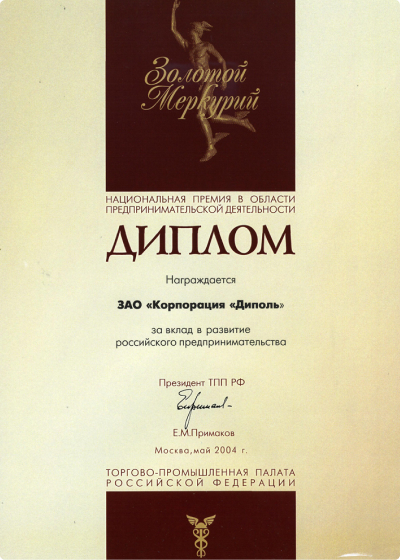 Золотой
Меркурий
НАЦИОНАЛЬНАЯ ПРЕМИЯ В ОБЛАСТИ
ПРЕДПРИНИМАТЕЛЬСКОЙ ДЕЯТЕЛЬНОСТИ
ДИПЛОМ
Награждается
ЗАО «Корпорация «Диполь»
за вклад в развитие
российского предпринимательства
Президент ТПП РФ
Е.М.Примаков
Москва, май 2004 г.
ТОРГОВО-ПРОМЫШЛЕННАЯ ПАЛАТА
РОССИЙСКОЙ ФЕДЕРАЦИИ